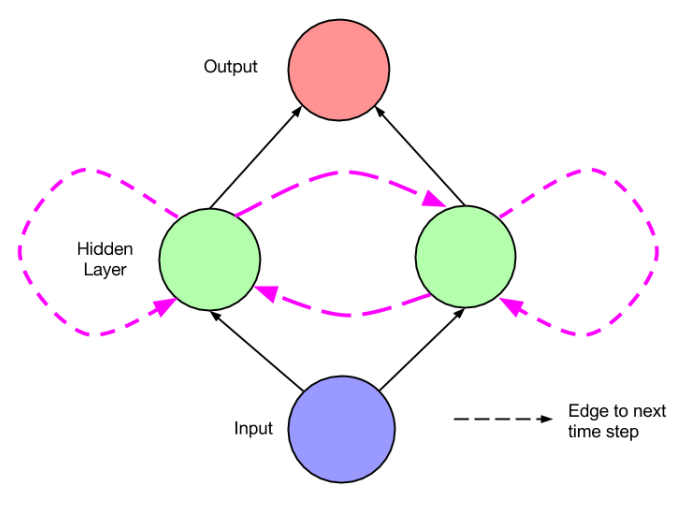 Output
Hidden
Layer
Input
Edge to next
time step